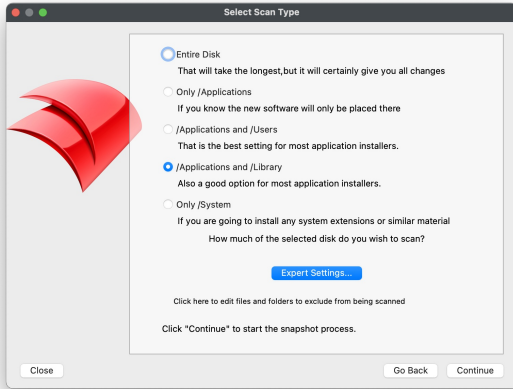 Select Scan Type
Entire Disk
That will take the longest,but it will certainly give you all changes
Only /Applications
If you know the new software will only be placed there
/Applications and /Users
That is the best setting for most application installers.
/Applications and /Library
Also a good option for most application installers.
Only /System
If you are going to install any system extensions or similar material
How much of the selected disk do you wish to scan?
Expert Settings...
Click here to edit files and folders to exclude from being scanned
Click "Continue" to start the snapshot process.
Close
Go Back
Continue